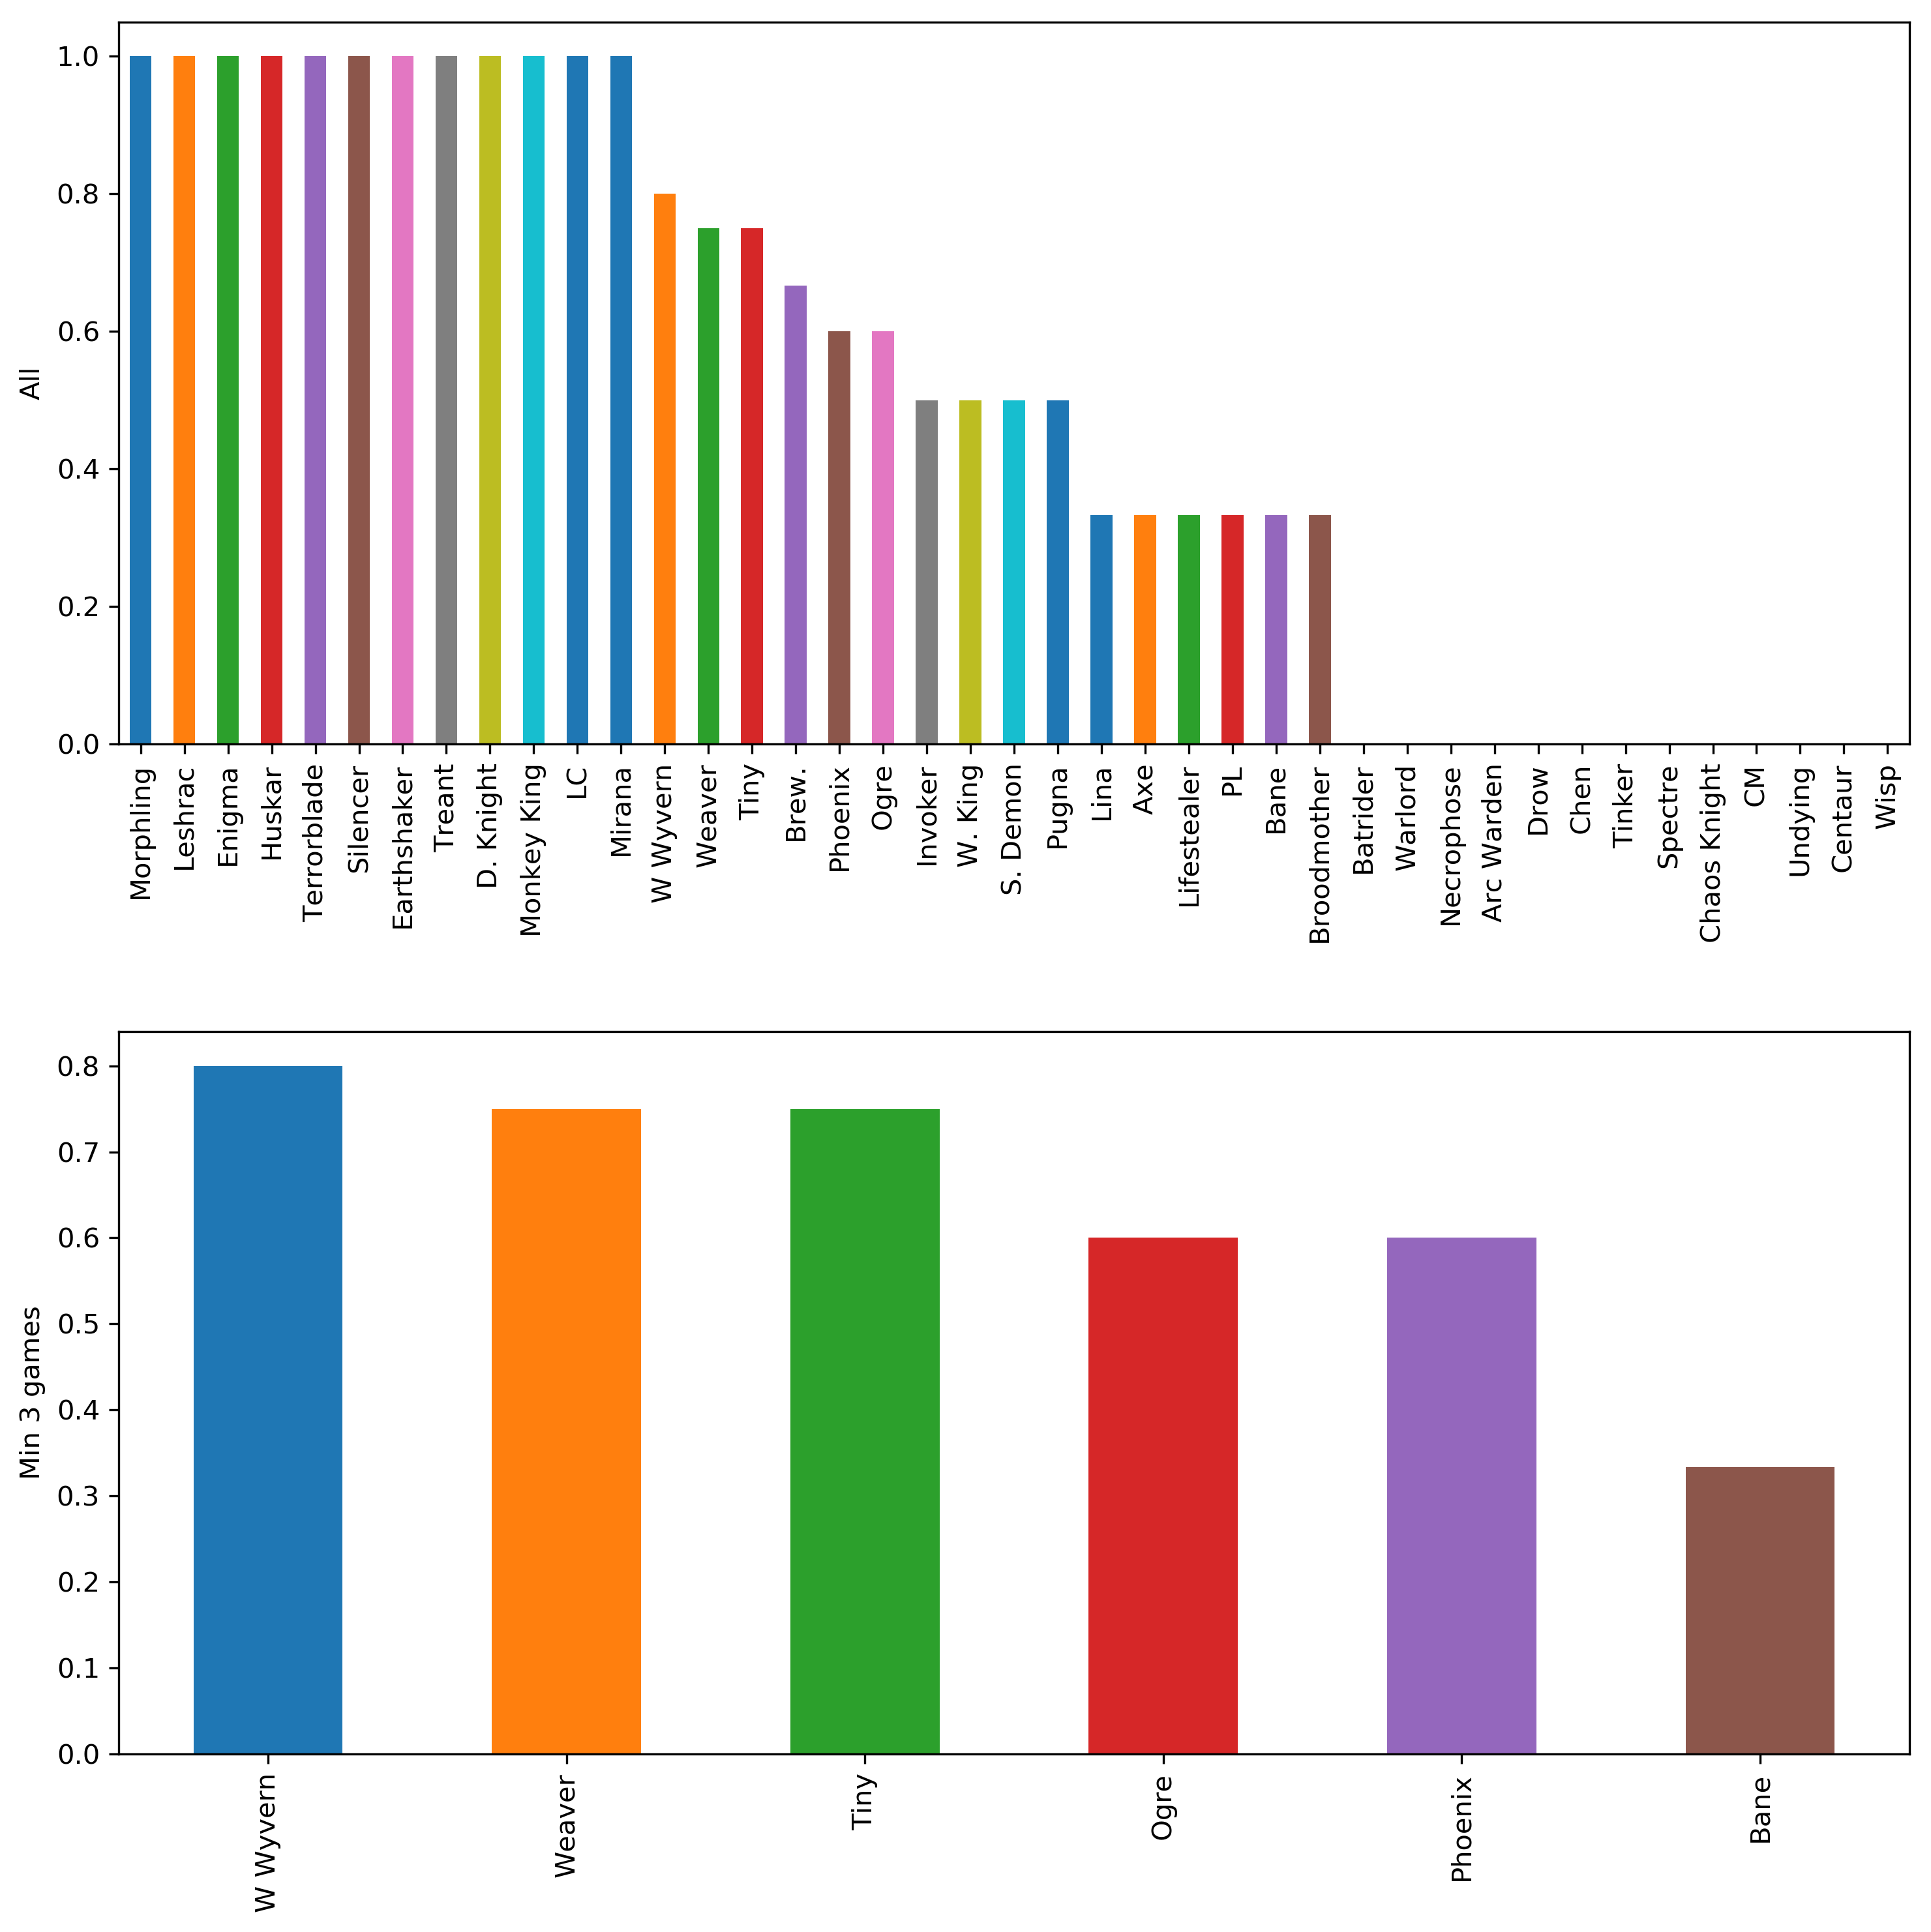 All
1.0
0.8
0.6
0.4
0.2
0.0
Morphling
Leshrac
Enigma
Huskar
Terrorblade
Silencer
Earthshaker
Treant
D. Knight
Monkey King
LC
Mirana
W Wyvern
Weaver
Tiny
Brew.
Phoenix
Ogre
Invoker
W. King
S. Demon
Pugna
Lina
Axe
Lifestealer
PL
Bane
Broodmother
Batrider
Warlord
Necrophose
Arc Warden
Drow
Chen
Tinker
Spectre
Chaos Knight
CM
Undying
Centaur
Wisp
Min 3 games
0.8
0.7
0.6
0.5
0.4
0.3
0.2
0.1
0.0
W Wyvern
Weaver
Tiny
Ogre
Phoenix
Bane